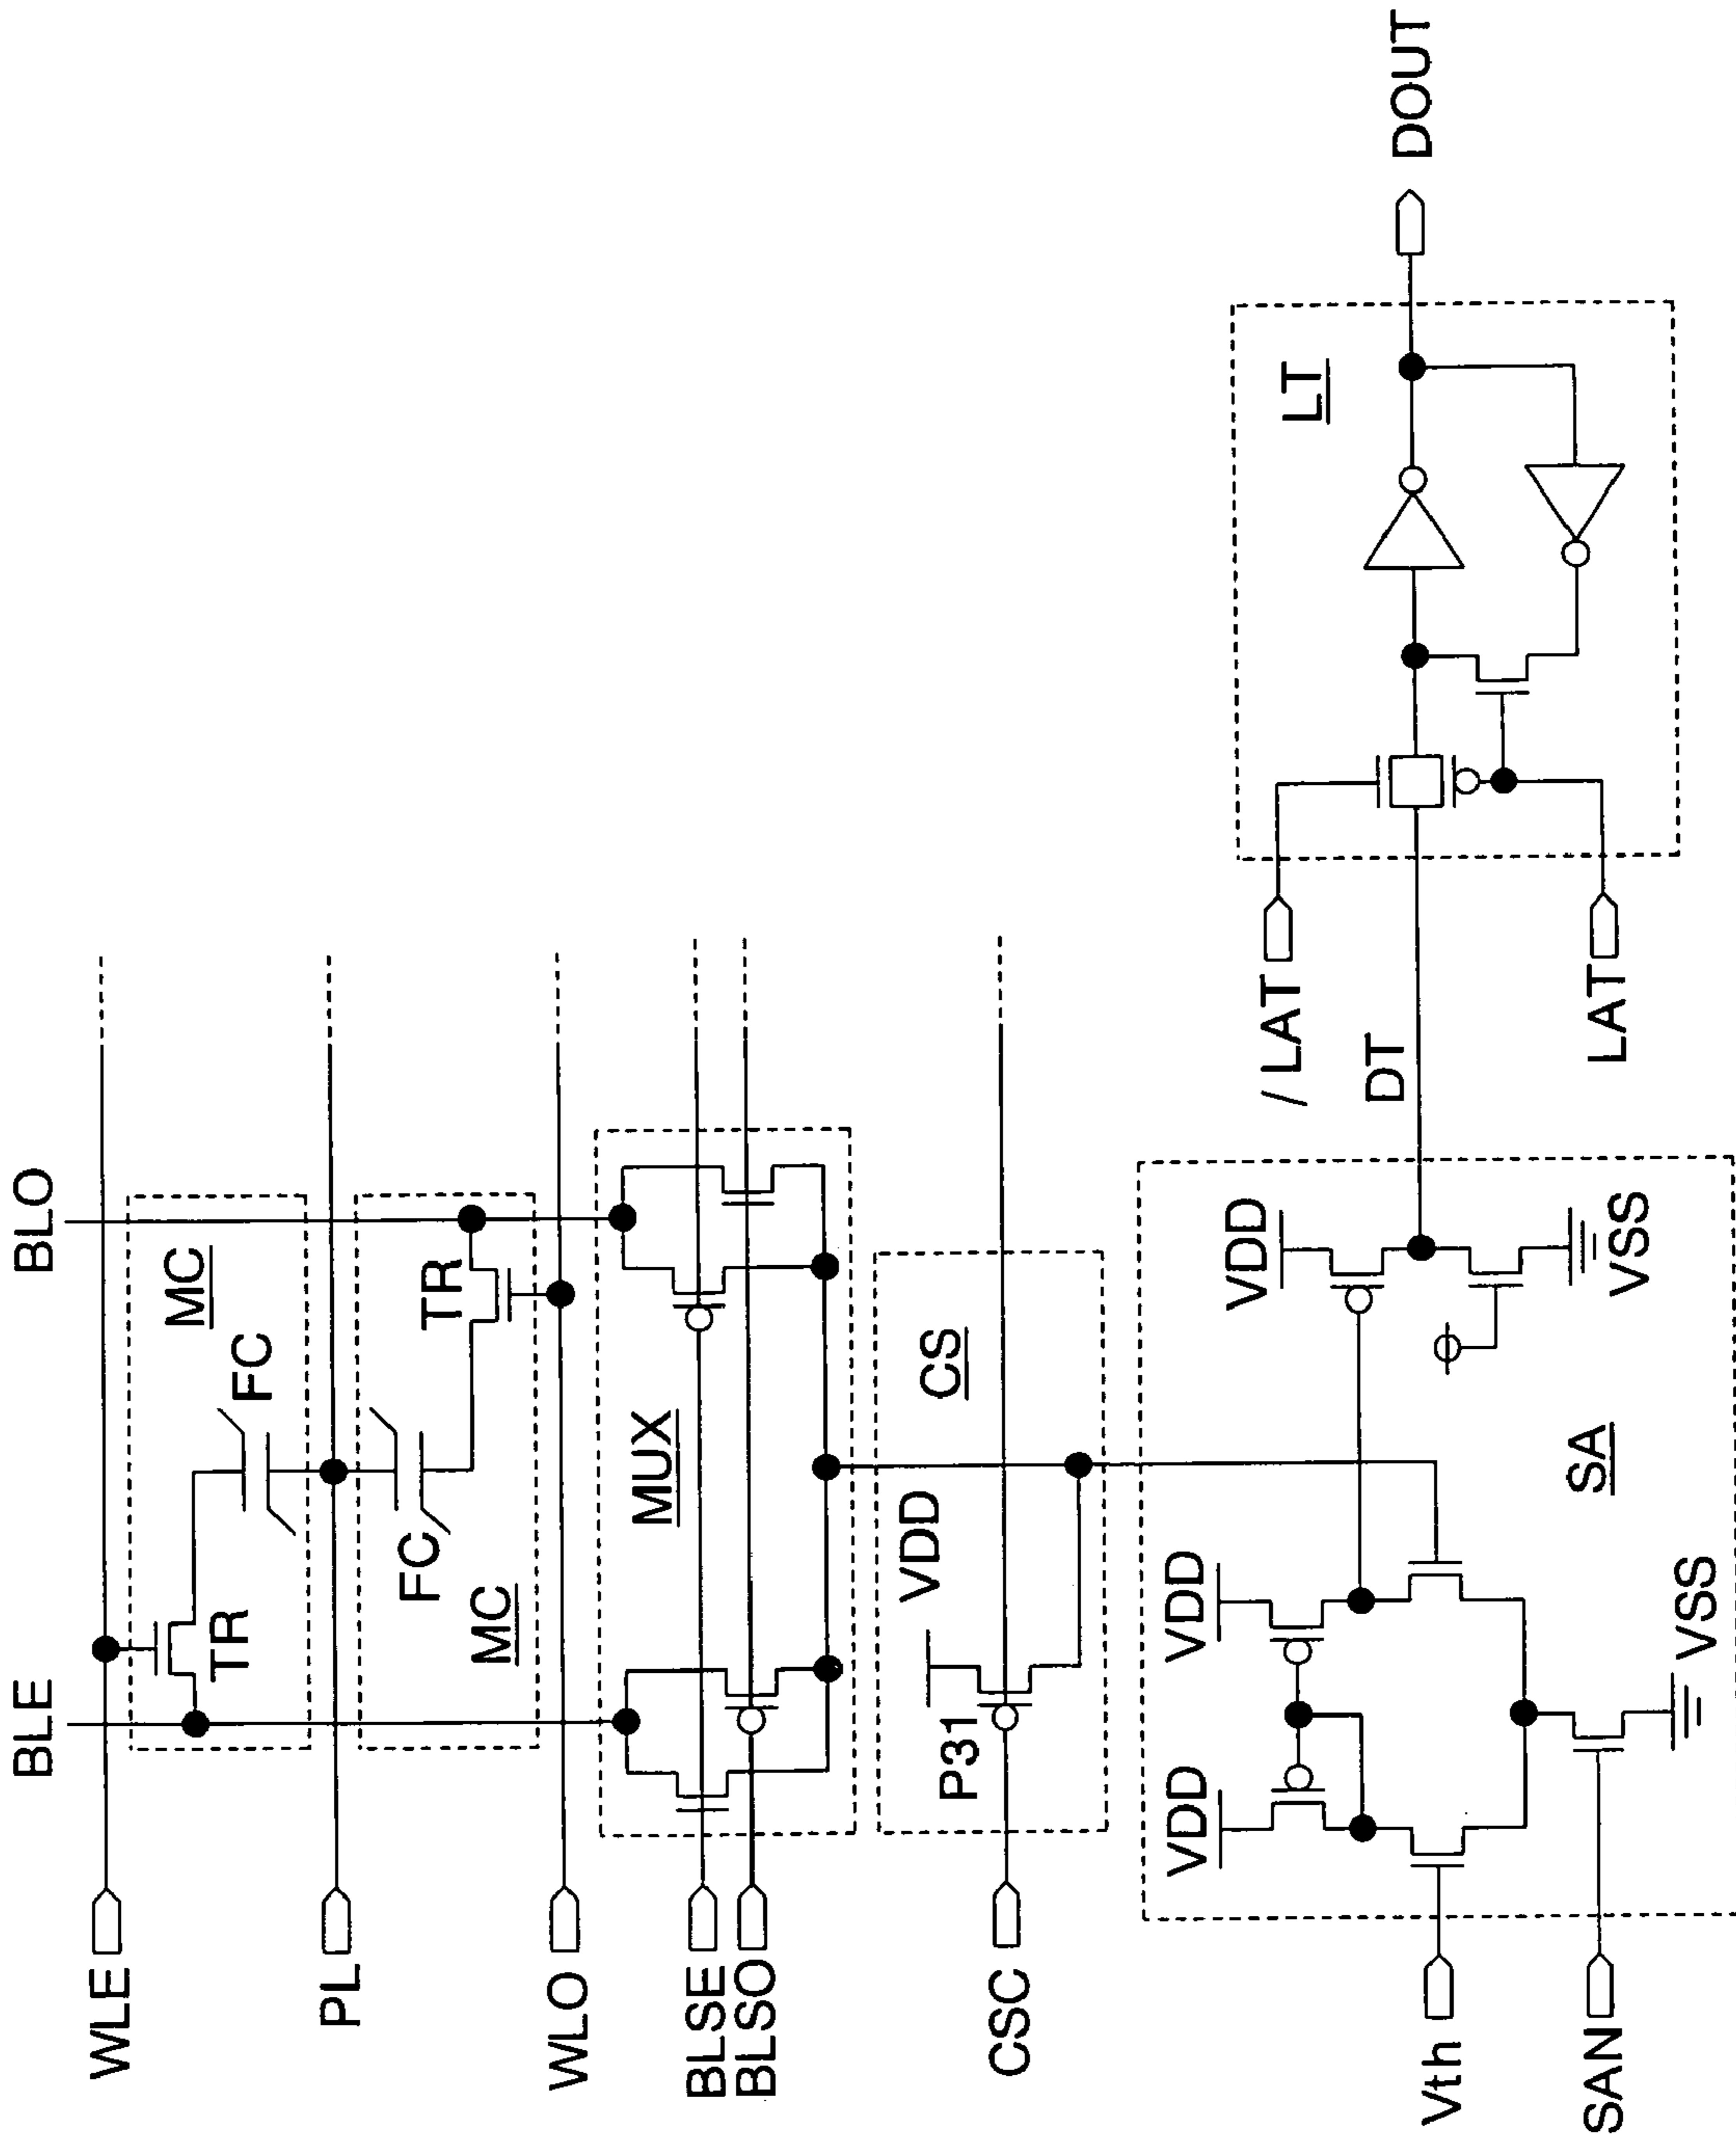 BLE
BLO
WLE
MC
FC
TR
PL
FC
TR
MC
WLO
MUX
BLSE
BLSO
VDD
CS
P31
CSC
VDD
VDD
VDD
SA
VSS
VSS
Vth
SAN
/ LAT
DT
LAT
LT
DOUT